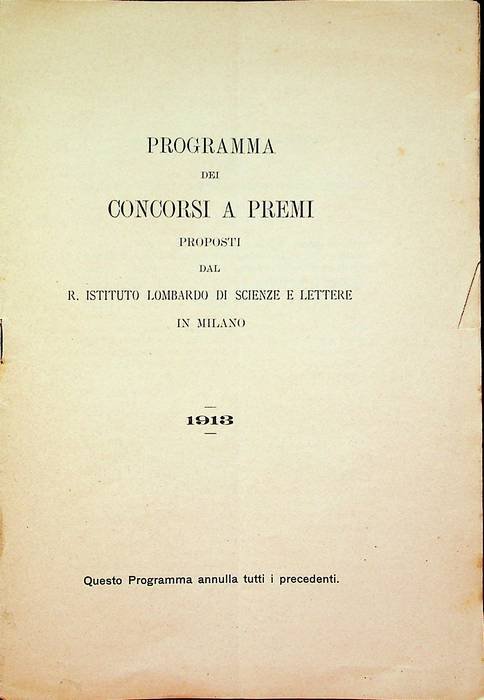 PROGRAMMA
DEI
CONCORSI A PREMI
PROPOSTI
DAL
R. ISTITUTO LOMBARDO DI SCIENZE E LETTERE
IN MILANO
1913
Questo Programma annulla tutti i precedenti.